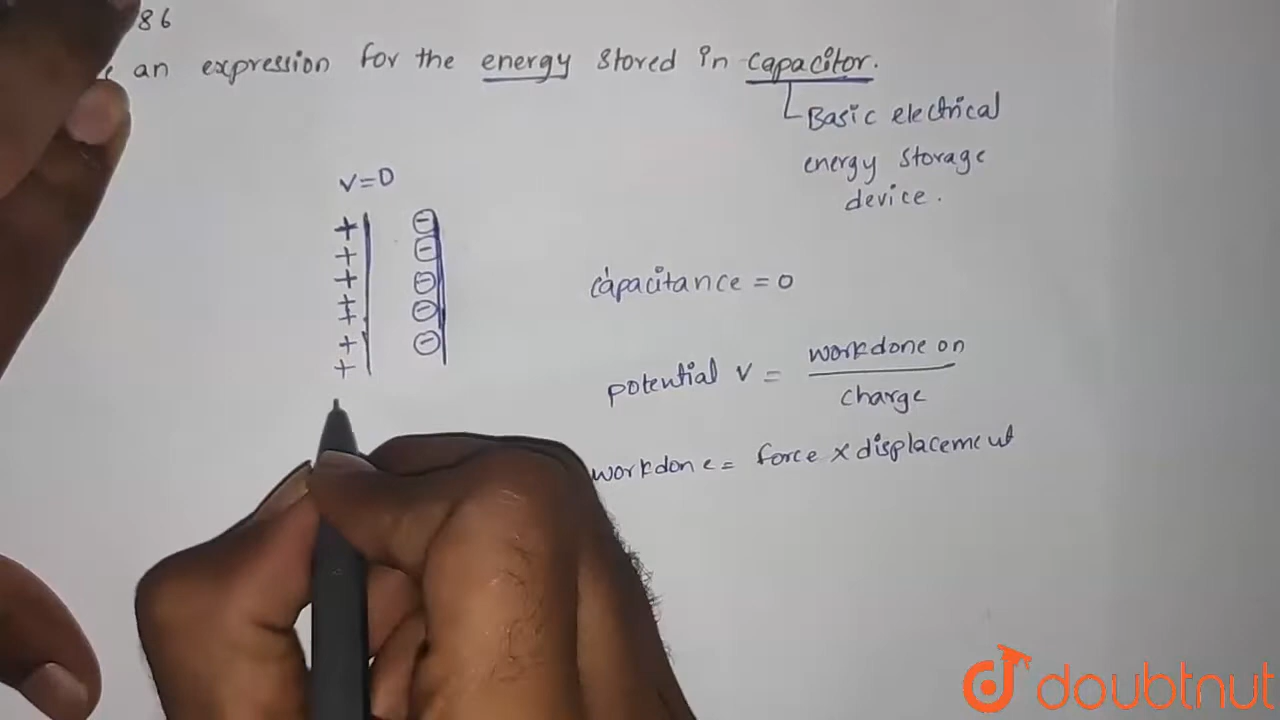 86
an expression for the energy stored in capacitor.
Basic electrical
energy storage
device.
V=0
capacitance = 0
potential V = workdone on
charge
workdone = force × displacement
doubtnut